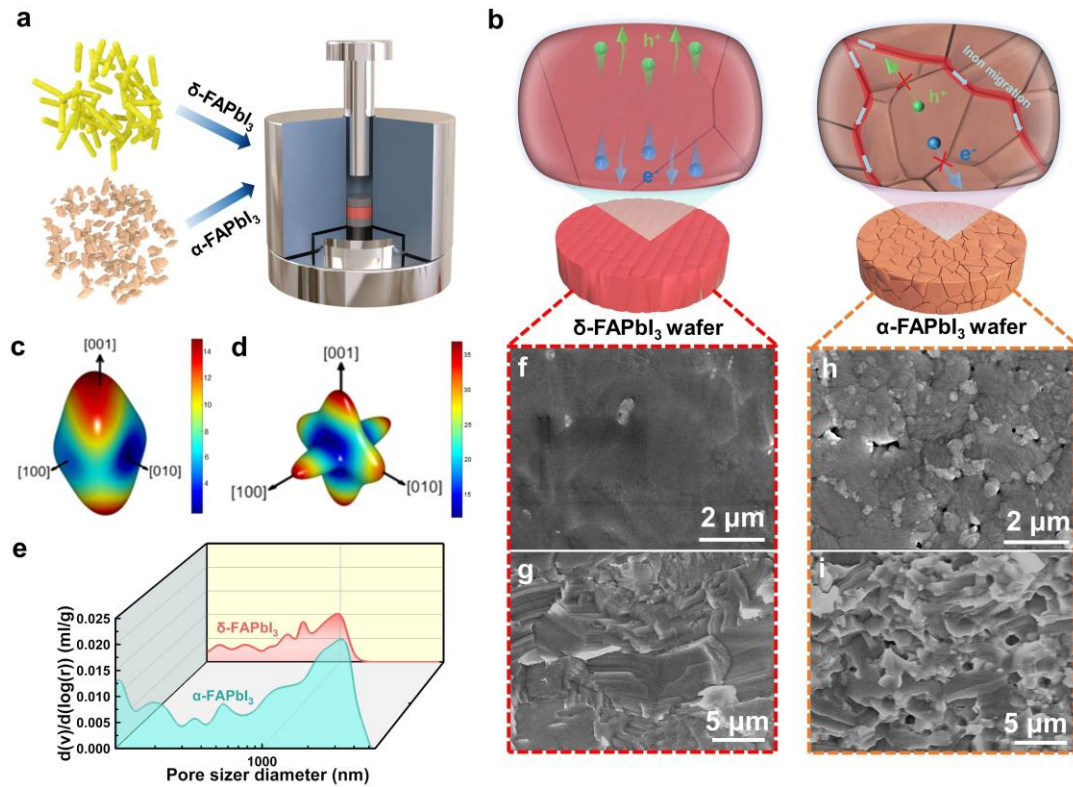 a
δ-FAPbI₃
α-FAPbI₃
b
h⁺
e⁻
Inon migration
h⁺
e⁻
δ-FAPbI₃ wafer
α-FAPbI₃ wafer
c
[001]
[100]
[010]
14
12
10
8
6
4
d
[001]
[100]
[010]
35
30
25
20
15
e
0.025
0.020
0.015
0.010
0.005
0.000
d(v)/d(log(r)) (ml/g)
δ-FAPbI₃
α-FAPbI₃
1000
Pore sizer diameter (nm)
f
2 µm
g
5 µm
h
2 µm
i
5 µm